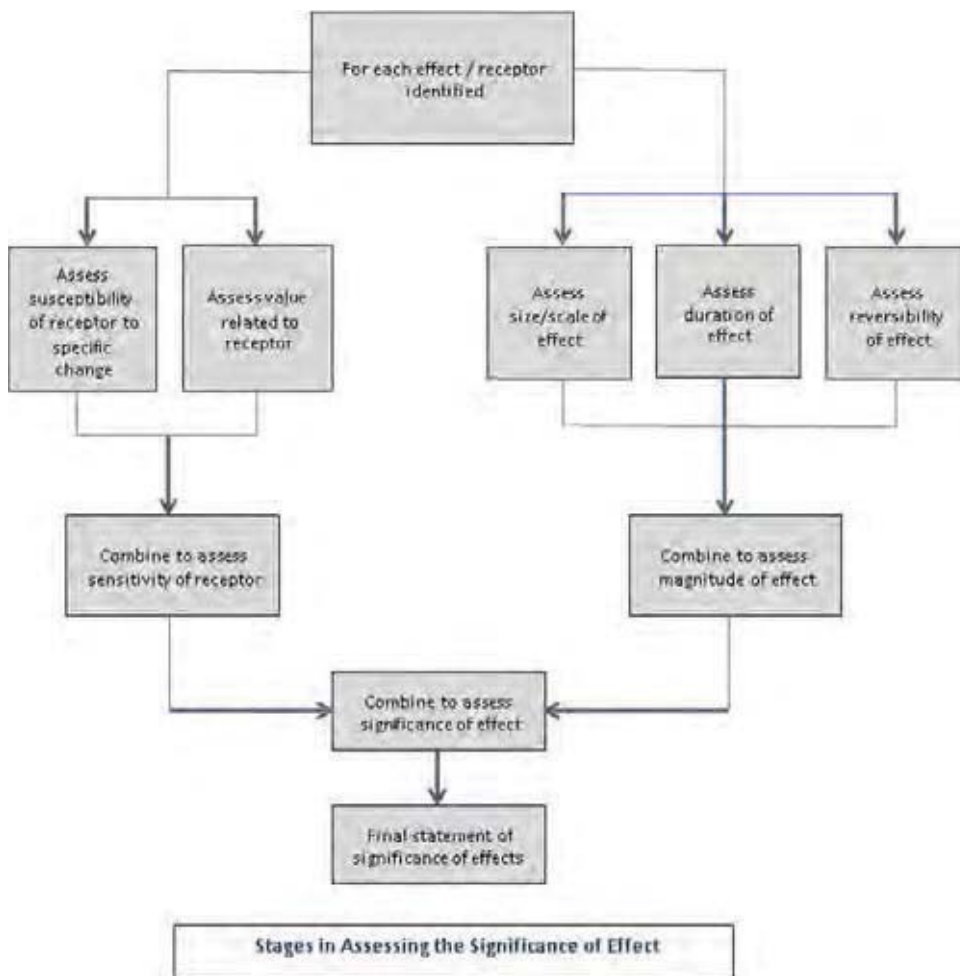 For each effect / receptor
identified
Assess
susceptibility
of receptor to
specific
change
Assess value
related to
receptor
Assess
size/scale of
effect
Assess
duration of
effect
Assess
reversibility
of effect
Combine to assess
sensitivity of receptor
Combine to assess
magnitude of effect
Combine to assess
significance of effect
Final statement of
significance of effects
Stages in Assessing the Significance of Effect